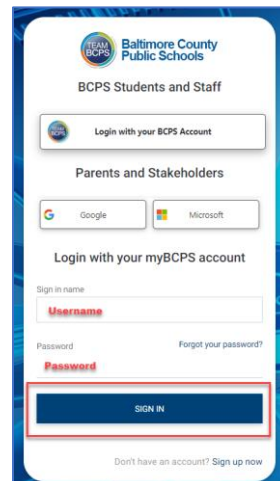 TEAM
BCPS
Baltimore County
Public Schools
BCPS Students and Staff
Login with your BCPS Account
Parents and Stakeholders
Google
Microsoft
Login with your myBCPS account
Sign in name
Username
Password
Forgot your password?
Password
SIGN IN
Don't have an account? Sign up now